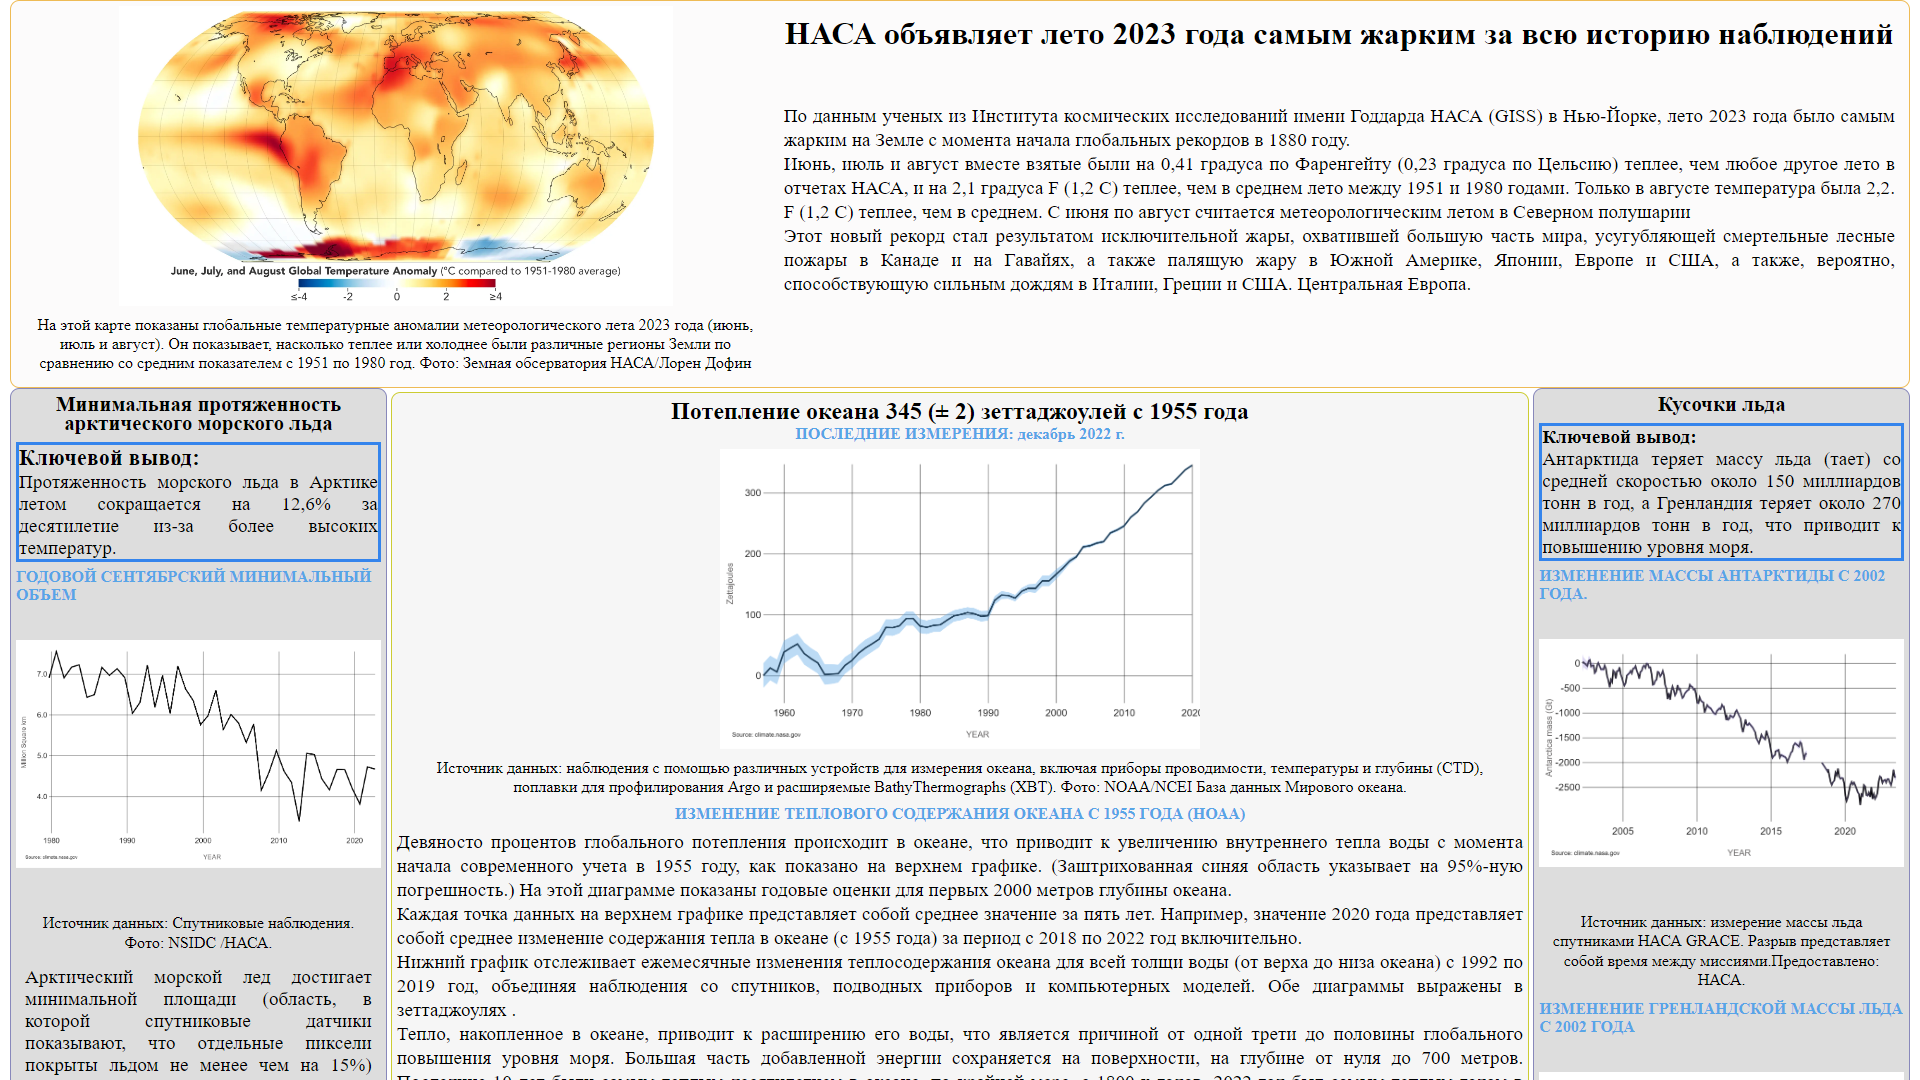 НАСА объявляет лето 2023 года самым жарким за всю историю наблюдений
По данным ученых из Института космических исследований имени Годдарда НАСА (GISS) в Нью-Йорке, лето 2023 года было самым
жарким на Земле с момента начала глобальных рекордов в 1880 году.
Июнь, июль и август вместе взятые были на 0,41 градуса по Фаренгейту (0,23 градуса по Цельсию) теплее, чем любое другое лето в
отчетах НАСА, и на 2,1 градуса F (1,2 C) теплее, чем в среднем лето между 1951 и 1980 годами. Только в августе температура была 2,2.
F (1,2 C) теплее, чем в среднем. С июня по август считается метеорологическим летом в Северном полушарии
Этот новый рекорд стал результатом исключительной жары, охватившей большую часть мира, усугубляющей смертельные лесные
пожары в Канаде и на Гавайях, а также палящую жару в Южной Америке, Японии, Европе и США, а также, вероятно,
способствующую сильным дождям в Италии, Греции и США. Центральная Европа.
June, July, and August Global Temperature Anomaly (°C compared to 1951-1980 average)
≤-4 -2 0 2 ≥4
На этой карте показаны глобальные температурные аномалии метеорологического лета 2023 года (июнь,
июль и август). Он показывает, насколько теплее или холоднее были различные регионы Земли по
сравнению со средним показателем с 1951 по 1980 год. Фото: Земная обсерватория НАСА/Лорен Дофин
Минимальная протяженность
арктического морского льда
Ключевой вывод:
Протяженность морского льда в Арктике
летом сокращается на 12,6% за
десятилетие из-за более высоких
температур.
ГОДОВОЙ СЕНТЯБРСКИЙ МИНИМАЛЬНЫЙ
ОБЪЕМ
7.0
6.0
5.0
4.0
Million Square km
1980 1990 2000 2010 2020
Source: climate.nasa.gov
YEAR
Источник данных: Спутниковые наблюдения.
Фото: NSIDC /НАСА.
Арктический морской лед достигает
минимальной площади (область, в
которой спутниковые датчики
показывают, что отдельные пиксели
покрыты льдом не менее чем на 15%)
Потепление океана 345 (± 2) зеттаджоулей с 1955 года
ПОСЛЕДНИЕ ИЗМЕРЕНИЯ: декабрь 2022 г.
300
200
100
0
Zettajoules
1960 1970 1980 1990 2000 2010 2020
Source: climate.nasa.gov
YEAR
Источник данных: наблюдения с помощью различных устройств для измерения океана, включая приборы проводимости, температуры и глубины (CTD),
поплавки для профилирования Argo и расширяемые BathyThermographs (XBT). Фото: NOAA/NCEI База данных Мирового океана.
ИЗМЕНЕНИЕ ТЕПЛОВОГО СОДЕРЖАНИЯ ОКЕАНА С 1955 ГОДА (НОАА)
Девяносто процентов глобального потепления происходит в океане, что приводит к увеличению внутреннего тепла воды с момента
начала современного учета в 1955 году, как показано на верхнем графике. (Заштрихованная синяя область указывает на 95%-ную
погрешность.) На этой диаграмме показаны годовые оценки для первых 2000 метров глубины океана.
Каждая точка данных на верхнем графике представляет собой среднее значение за пять лет. Например, значение 2020 года представляет
собой среднее изменение содержания тепла в океане (с 1955 года) за период с 2018 по 2022 год включительно.
Нижний график отслеживает ежемесячные изменения теплосодержания океана для всей толщи воды (от верха до низа океана) с 1992 по
2019 год, объединяя наблюдения со спутников, подводных приборов и компьютерных моделей. Обе диаграммы выражены в
зеттаджоулях .
Тепло, накопленное в океане, приводит к расширению его воды, что является причиной от одной трети до половины глобального
повышения уровня моря. Большая часть добавленной энергии сохраняется на поверхности, на глубине от нуля до 700 метров.
Кусочки льда
Ключевой вывод:
Антарктида теряет массу льда (тает) со
средней скоростью около 150 миллиардов
тонн в год, а Гренландия теряет около 270
миллиардов тонн в год, что приводит к
повышению уровня моря.
ИЗМЕНЕНИЕ МАССЫ АНТАРКТИДЫ С 2002
ГОДА.
0
-500
-1000
-1500
-2000
-2500
Antarctica mass (Gt)
2005 2010 2015 2020
Source: climate.nasa.gov
YEAR
Источник данных: измерение массы льда
спутниками НАСА GRACE. Разрыв представляет
собой время между миссиями.Предоставлено:
НАСА.
ИЗМЕНЕНИЕ ГРЕНЛАНДСКОЙ МАССЫ ЛЬДА
С 2002 ГОДА